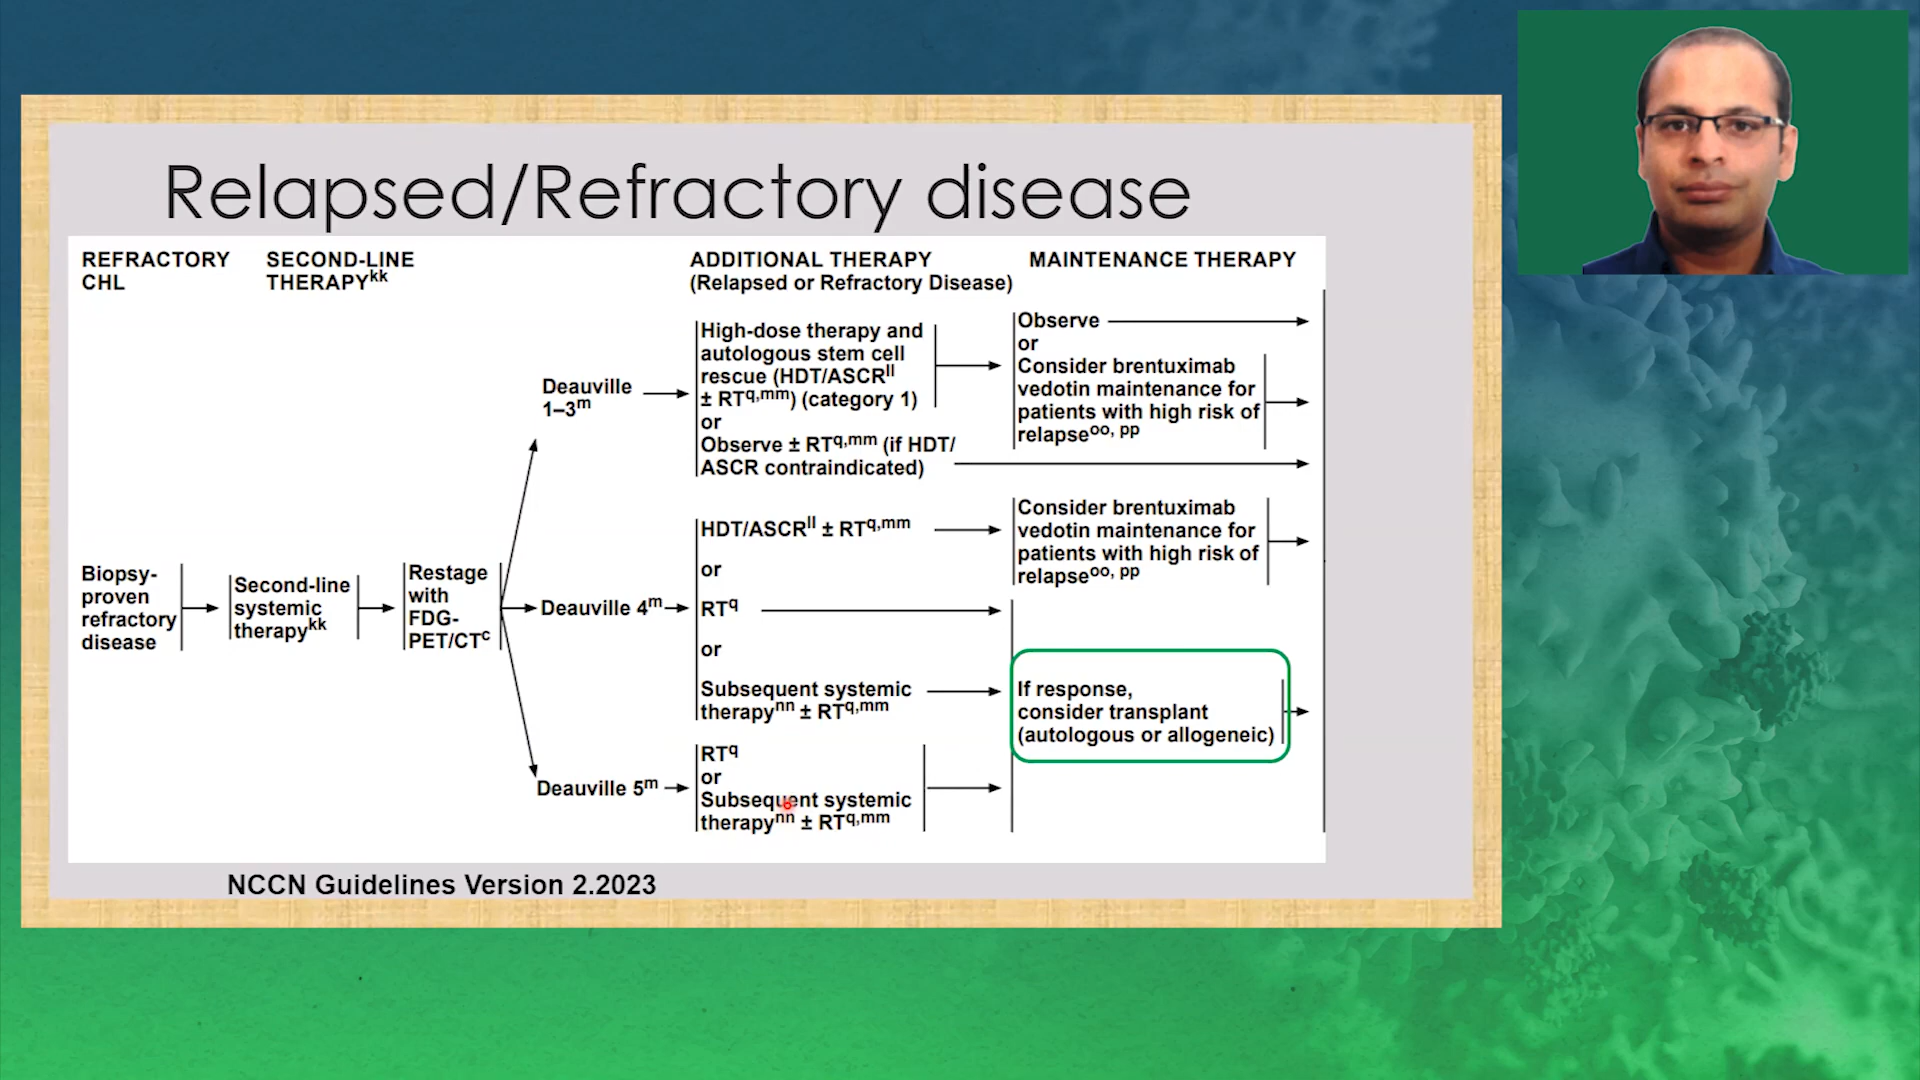 Relapsed/Refractory disease
REFRACTORY
CHL
SECOND-LINE
THERAPYkk
ADDITIONAL THERAPY
(Relapsed or Refractory Disease)
MAINTENANCE THERAPY
Biopsy-
proven
refractory
disease
Second-line
systemic
therapykk
Restage
with
FDG-
PET/CTc
Deauville
1–3m
High-dose therapy and
autologous stem cell
rescue (HDT/ASCRll
± RTq,mm) (category 1)
or
Observe ± RTq,mm (if HDT/
ASCR contraindicated)
Observe
or
Consider brentuximab
vedotin maintenance for
patients with high risk of
relapseoo, pp
Deauville 4m
HDT/ASCRll ± RTq,mm
or
RTq
or
Subsequent systemic
therapynn ± RTq,mm
Consider brentuximab
vedotin maintenance for
patients with high risk of
relapseoo, pp
If response,
consider transplant
(autologous or allogeneic)
Deauville 5m
RTq
or
Subsequent systemic
therapynn ± RTq,mm
NCCN Guidelines Version 2.2023